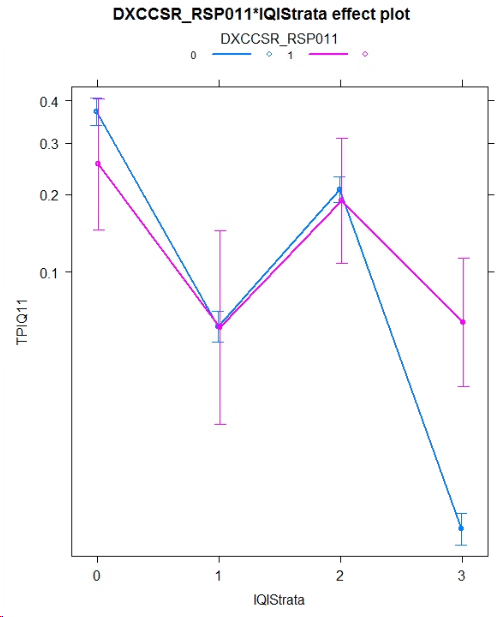 DXCCSR_RSP011*IQIStrata effect plot
DXCCSR_RSP011
0 1
0.4
0.3
0.2
0.1
TPIQ11
0 1 2 3
IQIStrata